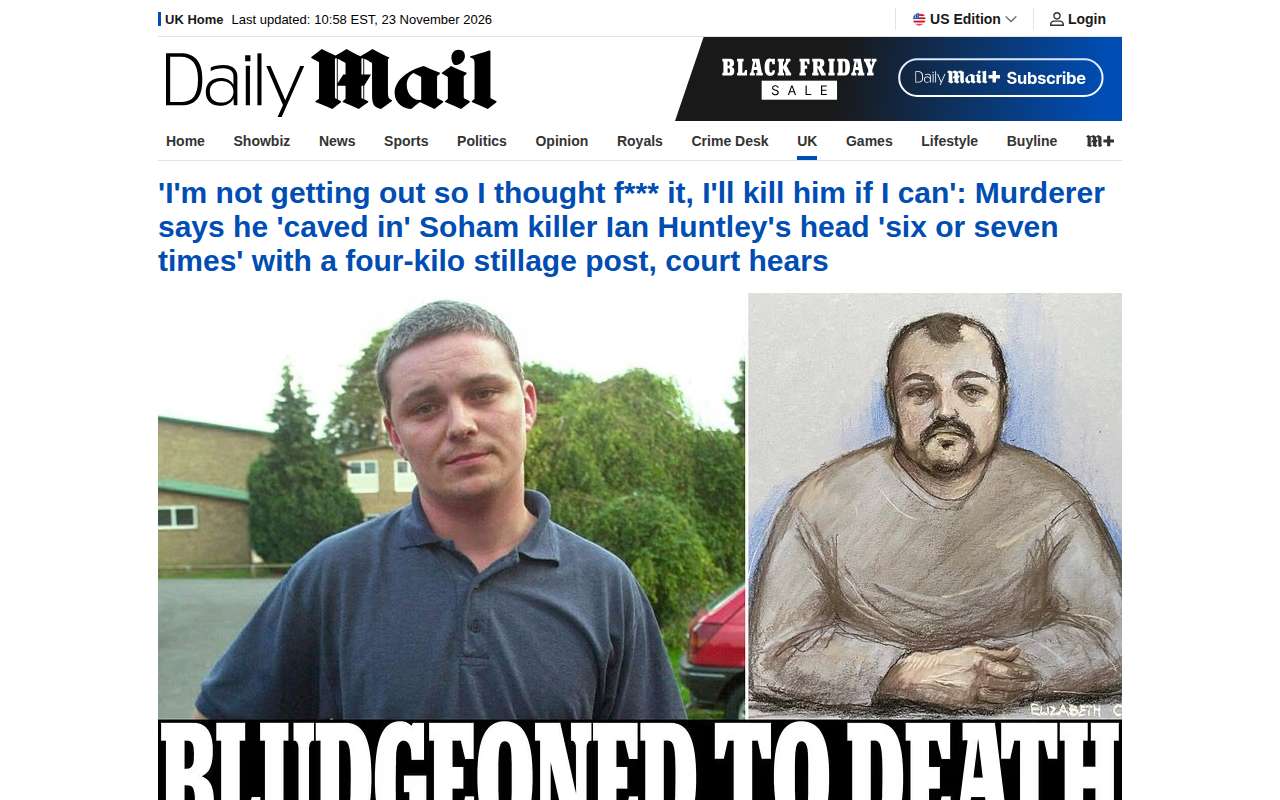 UK Home Last updated: 10:58 EST, 23 November 2026
US Edition
Login
Daily Mail
BLACK FRIDAY
SALE
Daily Mail+ Subscribe
Home Showbiz News Sports Politics Opinion Royals Crime Desk UK Games Lifestyle Buyline M+
'I'm not getting out so I thought f*** it, I'll kill him if I can': Murderer
says he 'caved in' Soham killer Ian Huntley's head 'six or seven
times' with a four-kilo stillage post, court hears
ELIZABETH C
BLUDGEONED TO DEATH